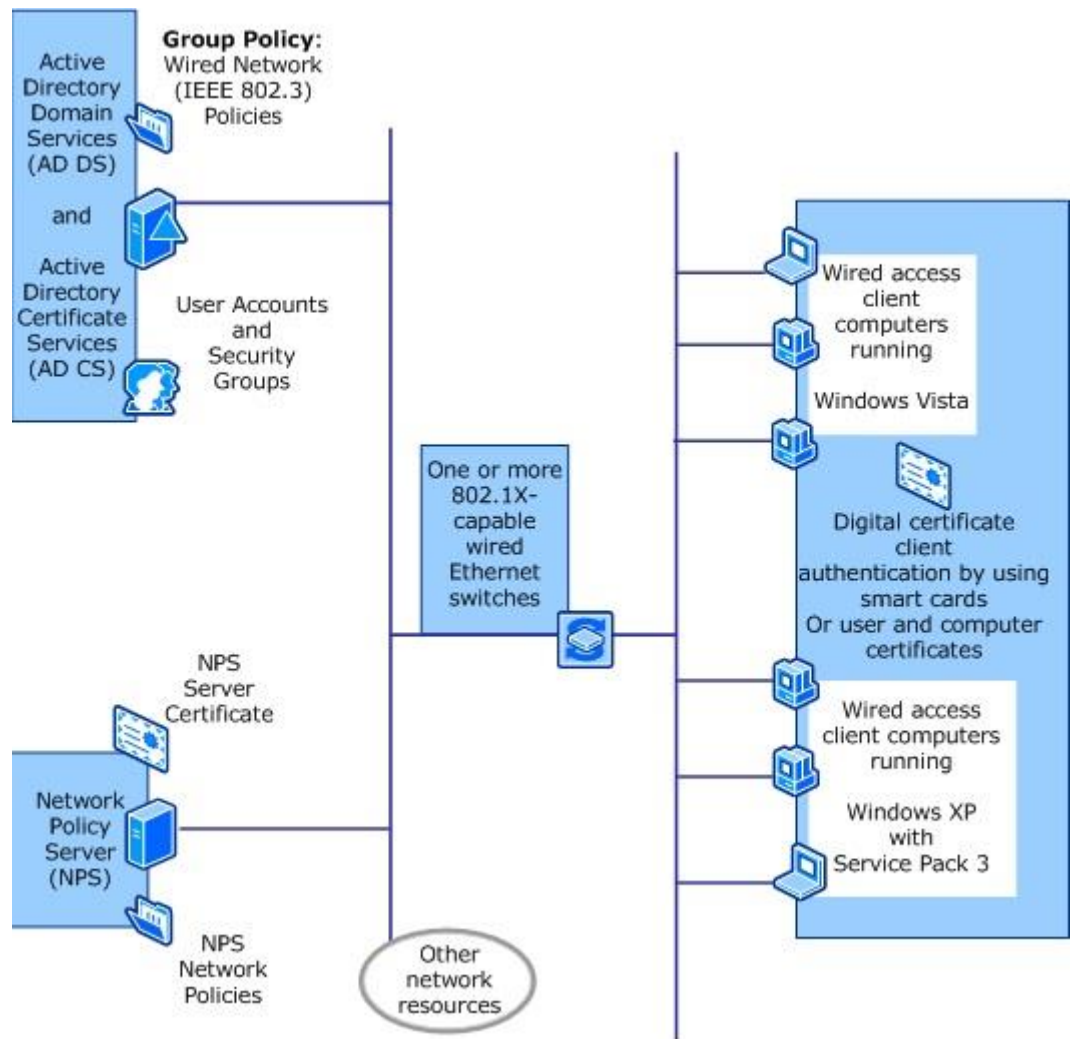 Active
Directory
Domain
Services
(AD DS)
and
Active
Directory
Certificate
Services
(AD CS)
Group Policy:
Wired Network
(IEEE 802.3)
Policies
User Accounts
and
Security
Groups
One or more
802.1X-
capable
wired
Ethernet
switches
Wired access
client
computers
running
Windows Vista
Digital certificate
client
authentication by using
smart cards
Or user and computer
certificates
Wired access
client computers
running
Windows XP
with
Service Pack 3
NPS
Server
Certificate
Network
Policy
Server
(NPS)
NPS
Network
Policies
Other
network
resources